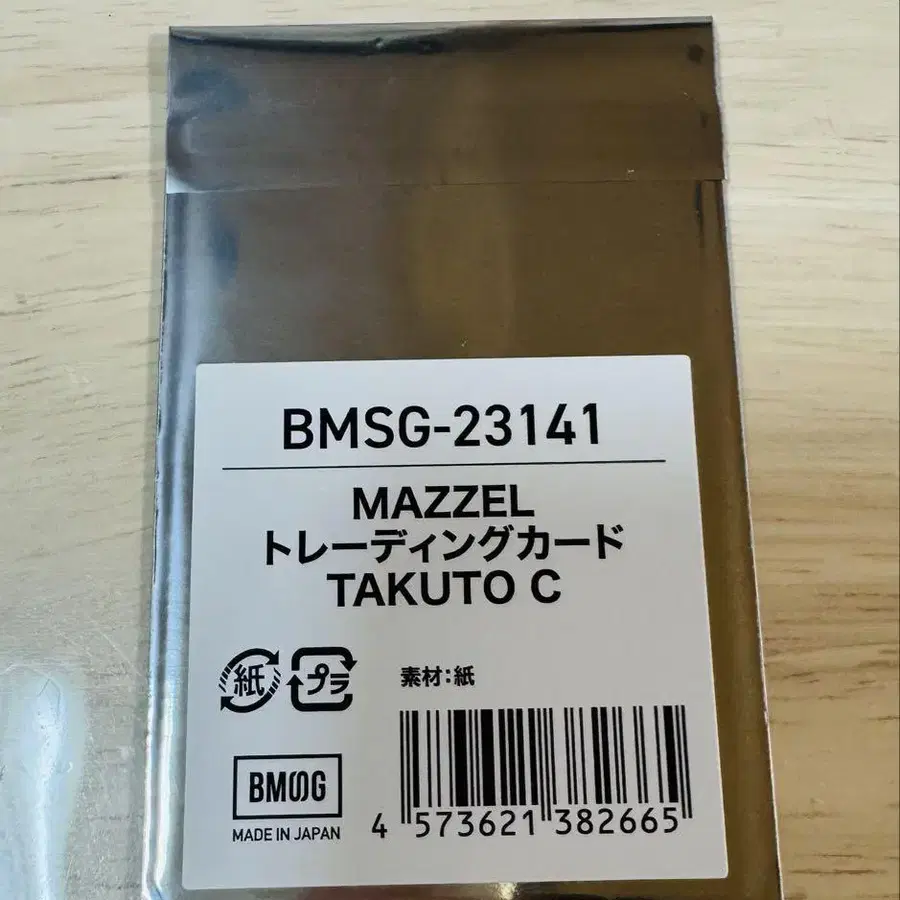 BMSG-23141
MAZZEL
トレーディングカード
TAKUTO C
紙 プラ
素材:紙
BMSG
MADE IN JAPAN
4 573621 382665